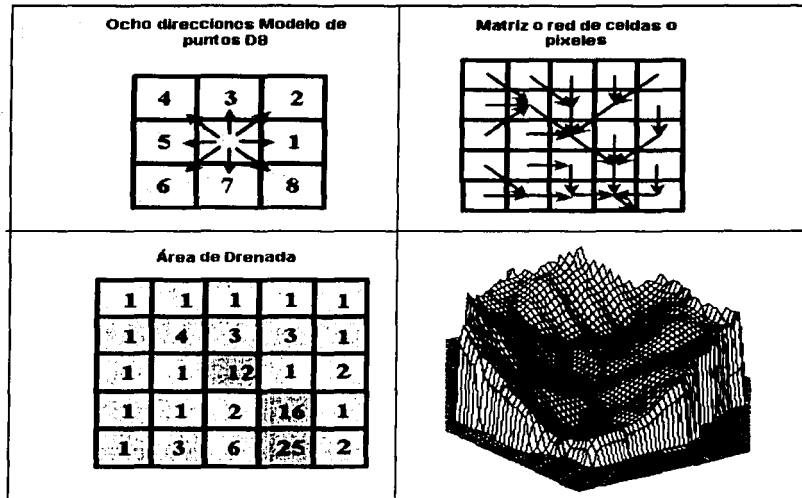 Ocho direcciones Modelo de
puntos D8
4 3 2
5 1
6 7 8
Matriz o red de celdas o
pixeles
Área de Drenada
1 1 1 1 1
1 4 3 3 1
1 1 12 1 2
1 1 2 16 1
1 3 6 25 2